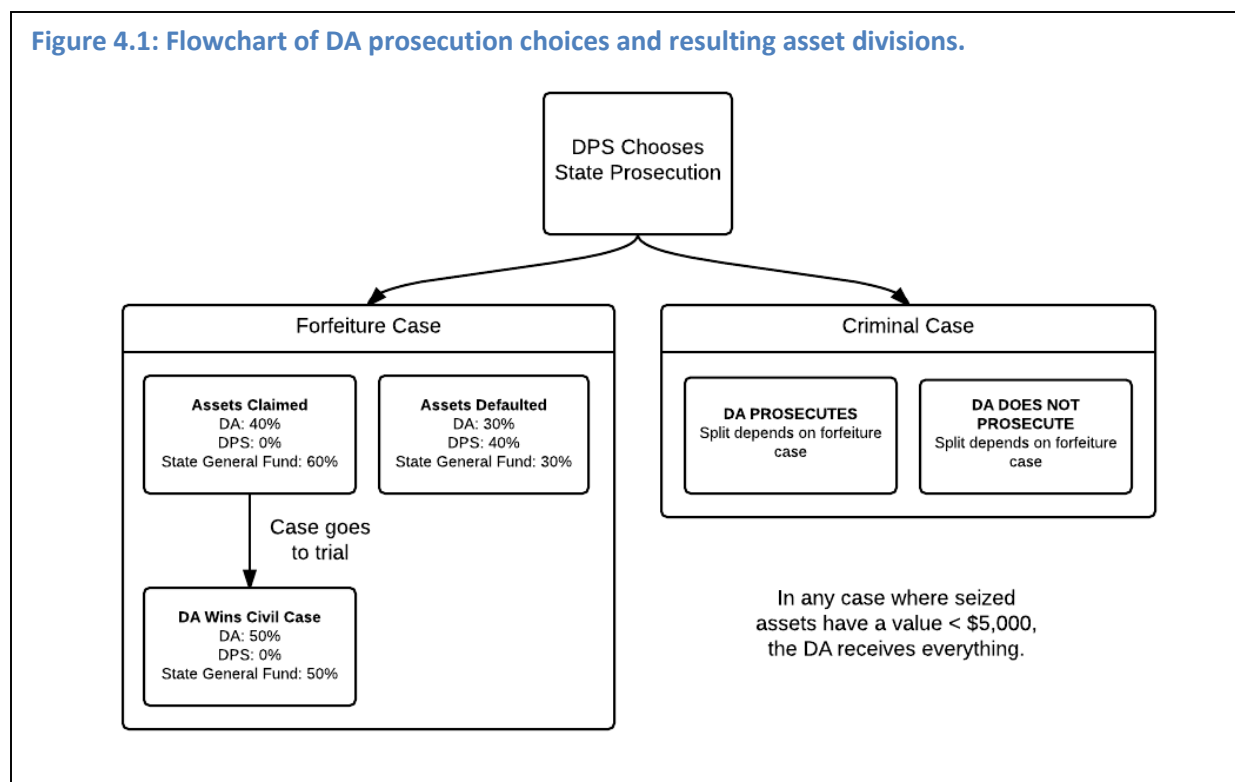 Figure 4.1: Flowchart of DA prosecution choices and resulting asset divisions.
DPS Chooses
State Prosecution
Forfeiture Case
Assets Claimed
DA: 40%
DPS: 0%
State General Fund: 60%
Assets Defaulted
DA: 30%
DPS: 40%
State General Fund: 30%
Case goes
to trial
DA Wins Civil Case
DA: 50%
DPS: 0%
State General Fund: 50%
Criminal Case
DA PROSECUTES
Split depends on forfeiture
case
DA DOES NOT
PROSECUTE
Split depends on forfeiture
case
In any case where seized
assets have a value < $5,000,
the DA receives everything.